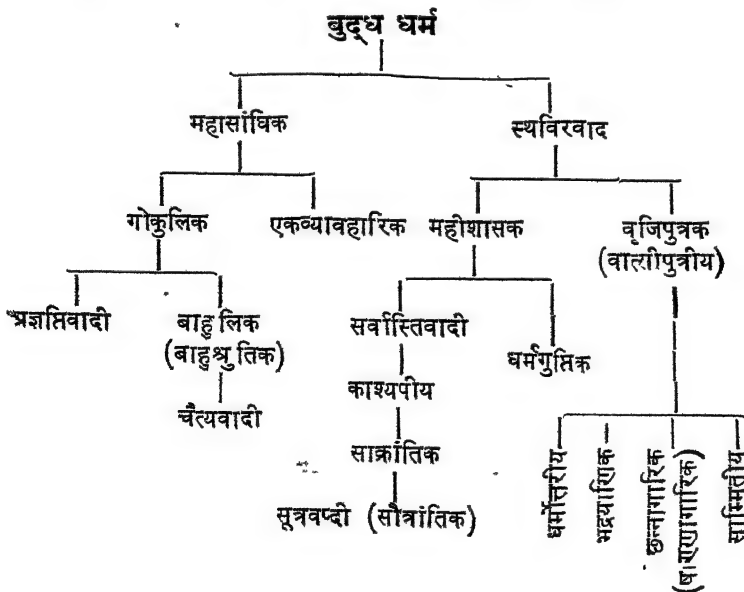 बुद्ध धर्म
महासांघिक स्थविरवाद
गोकुलिक एकव्यावहारिक महीशासक वृजिपुत्रक
(वात्सीपुत्रीय)
प्रज्ञप्तिवादी बाहुलिक सर्वास्तिवादी धर्मगुप्तिक
(बाहुश्रुतिक)
काश्यपीय
चैत्यवादी
साक्रांतिक
सूत्रवप्दी (सौत्रांतिक)
धर्मोत्तरीय
भद्रयाणिक
छन्नागारिक
(षाण्णागारिक)
साम्मितीय